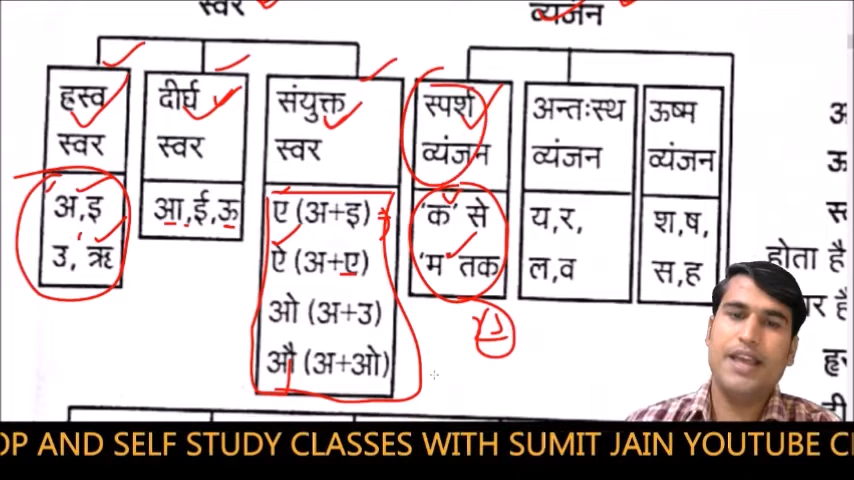 स्वर
व्यंजन
ह्रस्व
स्वर
दीर्घ
स्वर
संयुक्त
स्वर
स्पर्श
व्यंजन
अन्तःस्थ
व्यंजन
ऊष्म
व्यंजन
अ,इ
उ, ऋ
आ,ई,ऊ
ए (अ+इ)
ऐ (अ+ए)
ओ (अ+उ)
औ (अ+ओ)
'क' से
'म' तक
य,र,
ल,व
श,ष,
स,ह
होता है
OP AND SELF STUDY CLASSES WITH SUMIT JAIN YOUTUBE